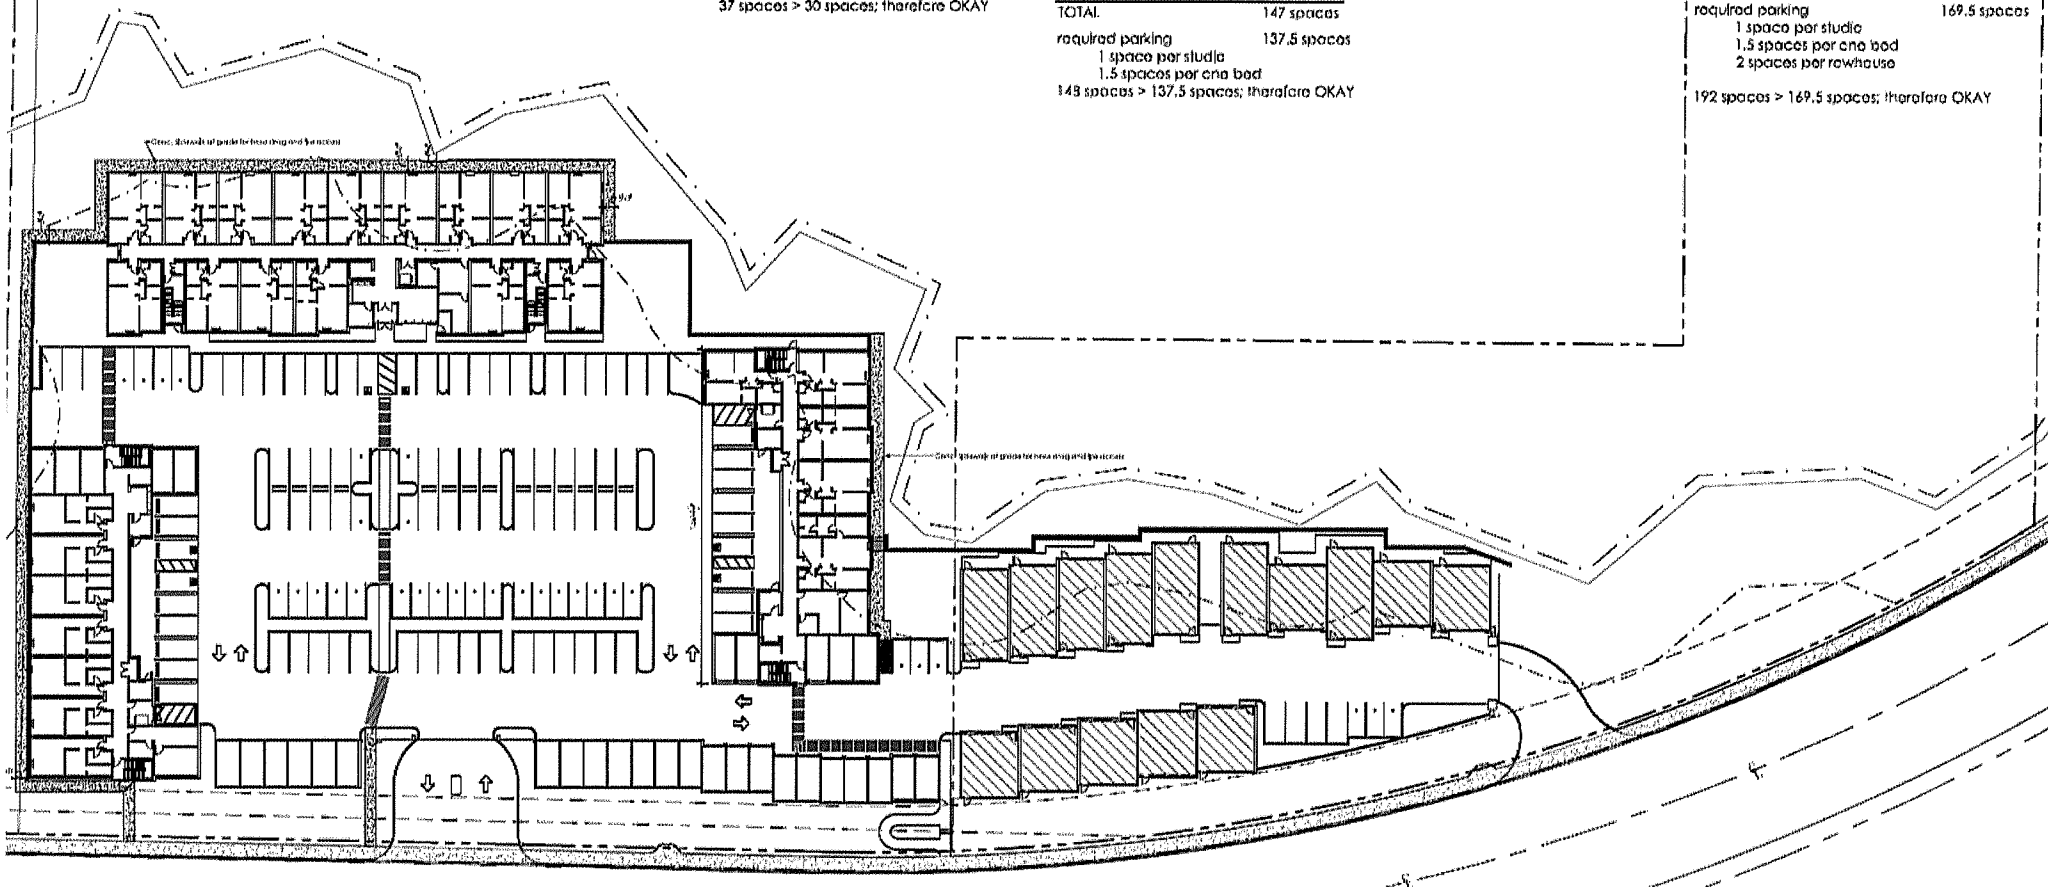 37 spaces > 30 spaces; therefore OKAY
TOTAL 147 spaces
required parking 137.5 spaces
1 space per studio
1.5 spaces per one bed
148 spaces > 137.5 spaces; therefore OKAY
required parking 169.5 spaces
1 space per studio
1.5 spaces per one bed
2 spaces per rowhouse
192 spaces > 169.5 spaces; therefore OKAY